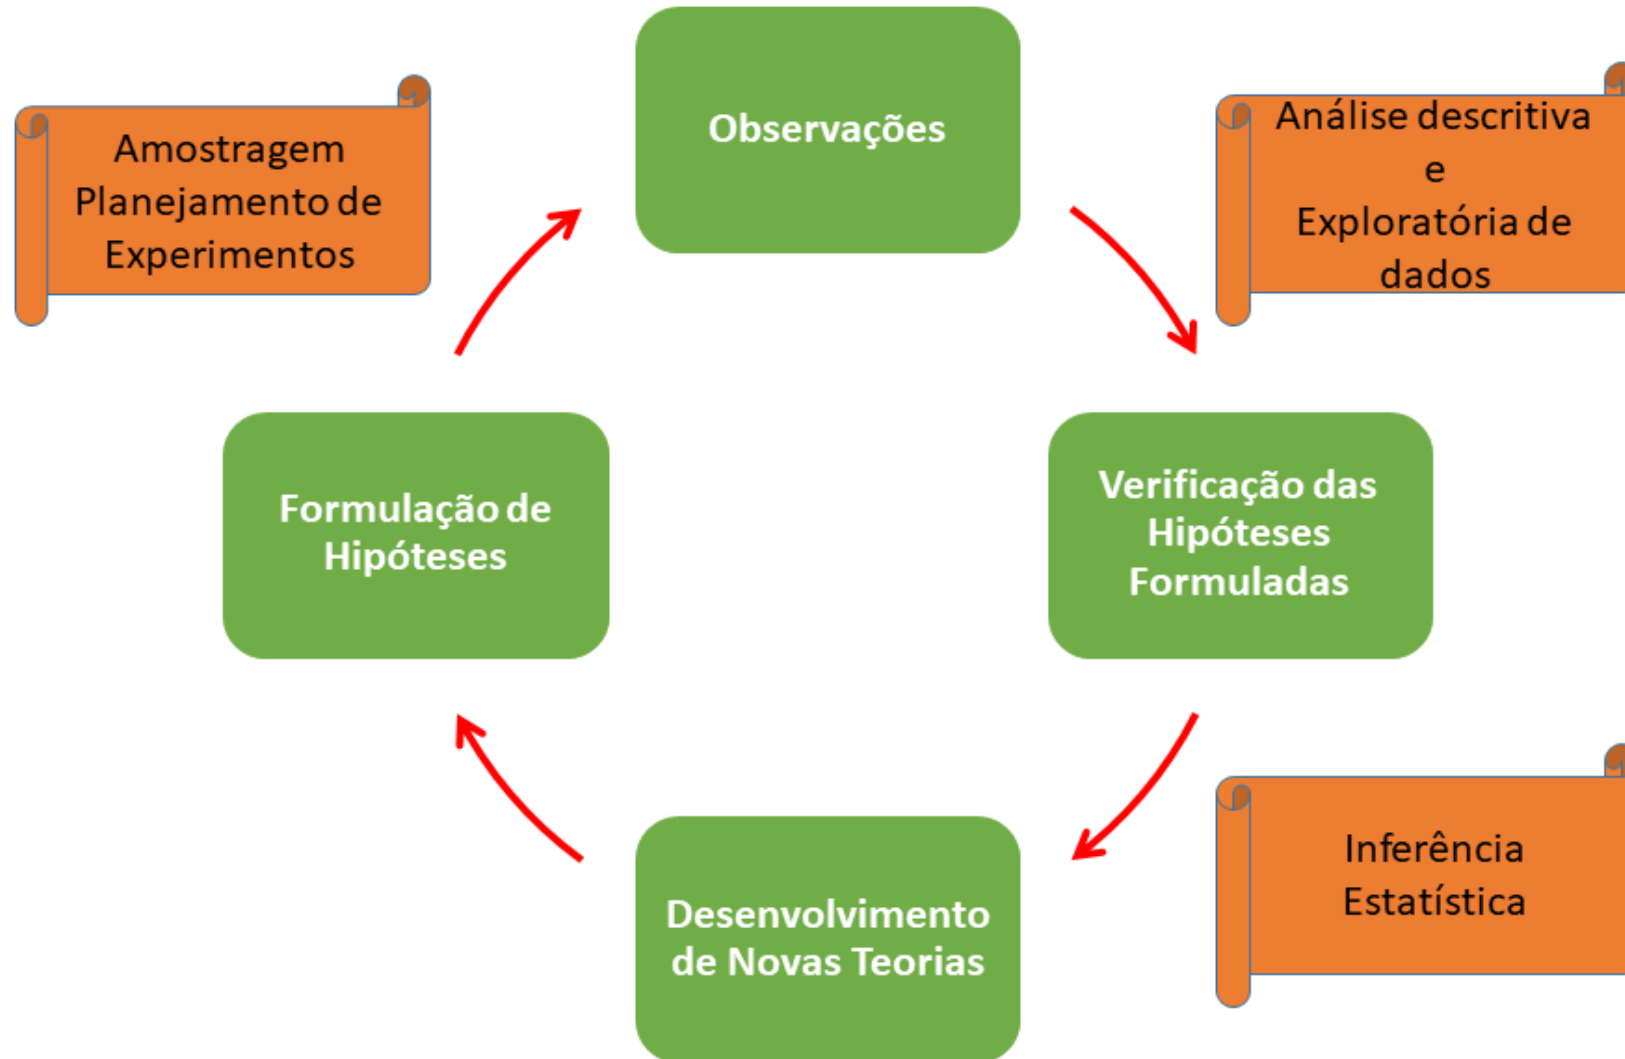 Observações
Amostragem
Planejamento de
Experimentos
Análise descritiva
e
Exploratória de
dados
Formulação de
Hipóteses
Verificação das
Hipóteses
Formuladas
Desenvolvimento
de Novas Teorias
Inferência
Estatística